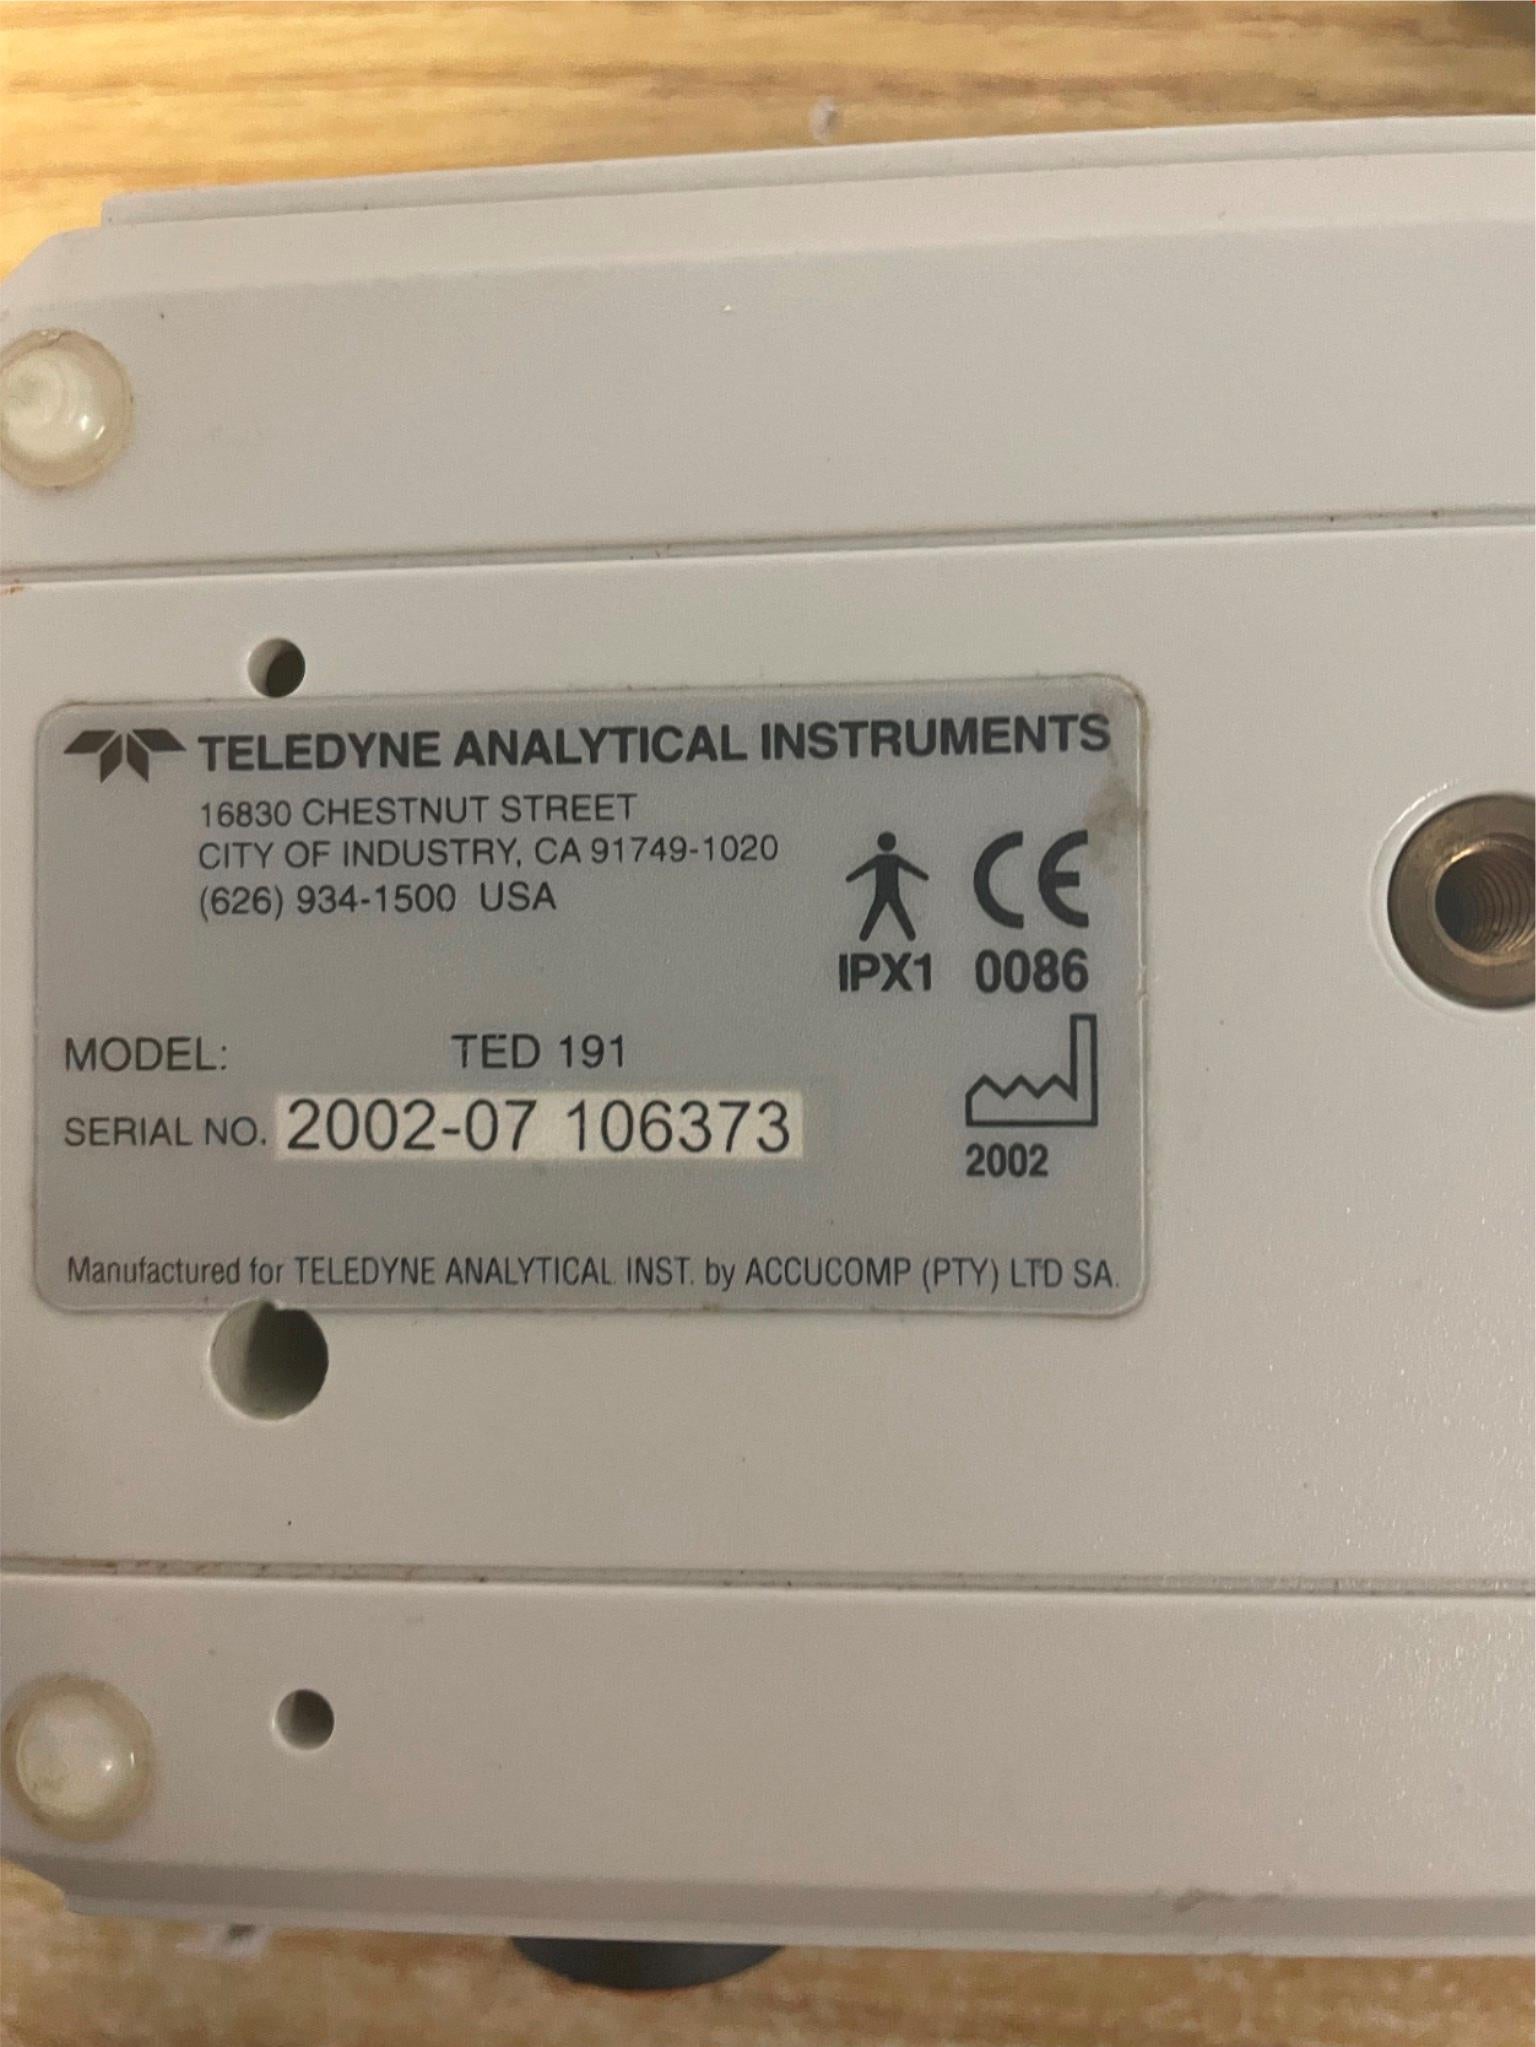 TELEDYNE ANALYTICAL INSTRUMENTS
16830 CHESTNUT STREET
CITY OF INDUSTRY, CA 91749-1020
(626) 934-1500 USA
CE
IPX1 0086
MODEL: TED 191
SERIAL NO. 2002-07 106373
2002
Manufactured for TELEDYNE ANALYTICAL INST. by ACCUCOMP (PTY) LTD SA.